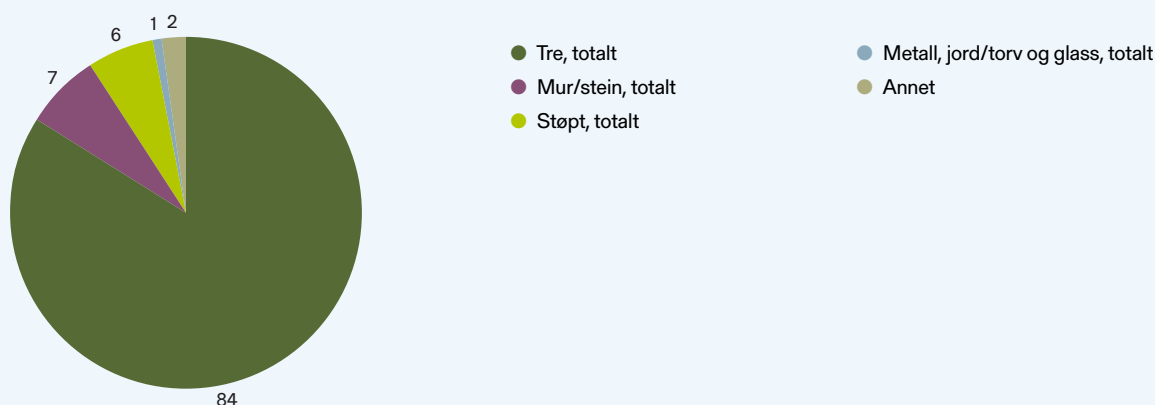 1 2
6
7
84
Tre, totalt
Mur/stein, totalt
Støpt, totalt
Metall, jord/torv og glass, totalt
Annet